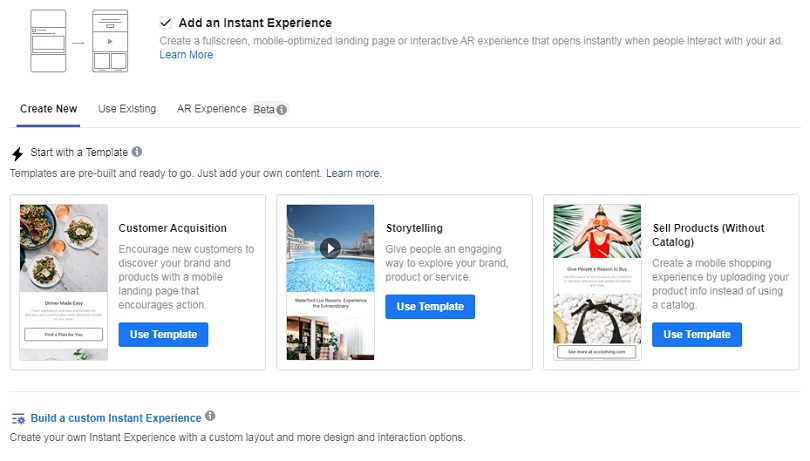 Add an Instant Experience
Create a fullscreen, mobile-optimized landing page or interactive AR experience that opens instantly when people interact with your ad.
Learn More
Create New
Use Existing
AR Experience Beta
Start with a Template
Templates are pre-built and ready to go. Just add your own content. Learn more.
Customer Acquisition
Encourage new customers to
discover your brand and
products with a mobile
landing page that
encourages action.
Use Template
Dinner Made Easy
Find a Plan for You
Storytelling
Give people an engaging
way to explore your brand,
product or service.
Use Template
Waterford Lux Resorts: Experience
the Extraordinary
Sell Products (Without
Catalog)
Create a mobile shopping
experience by uploading your
product info instead of using
a catalog.
Use Template
Give People a Reason to Buy
See more at occlothing.com
Build a custom Instant Experience
Create your own Instant Experience with a custom layout and more design and interaction options.